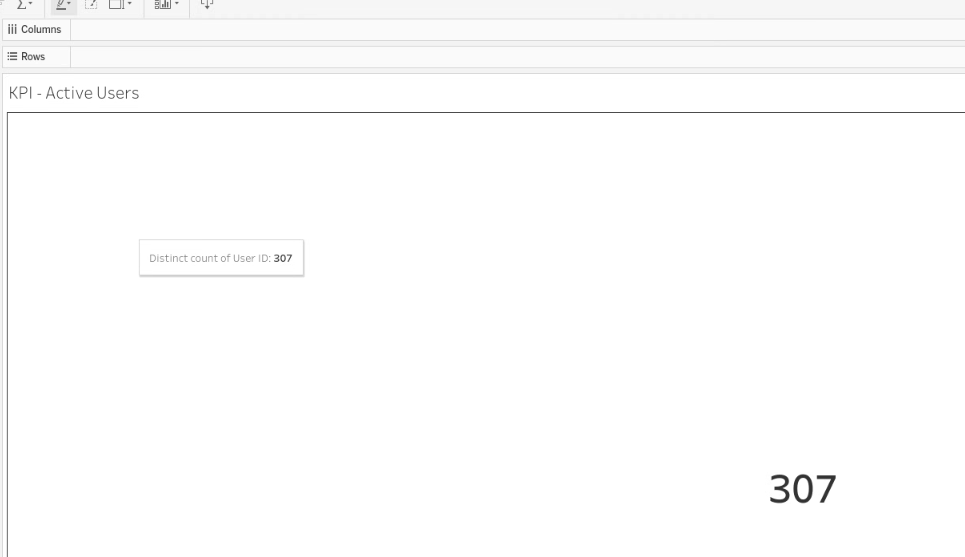 Columns
Rows
KPI - Active Users
Distinct count of User ID: 307
307